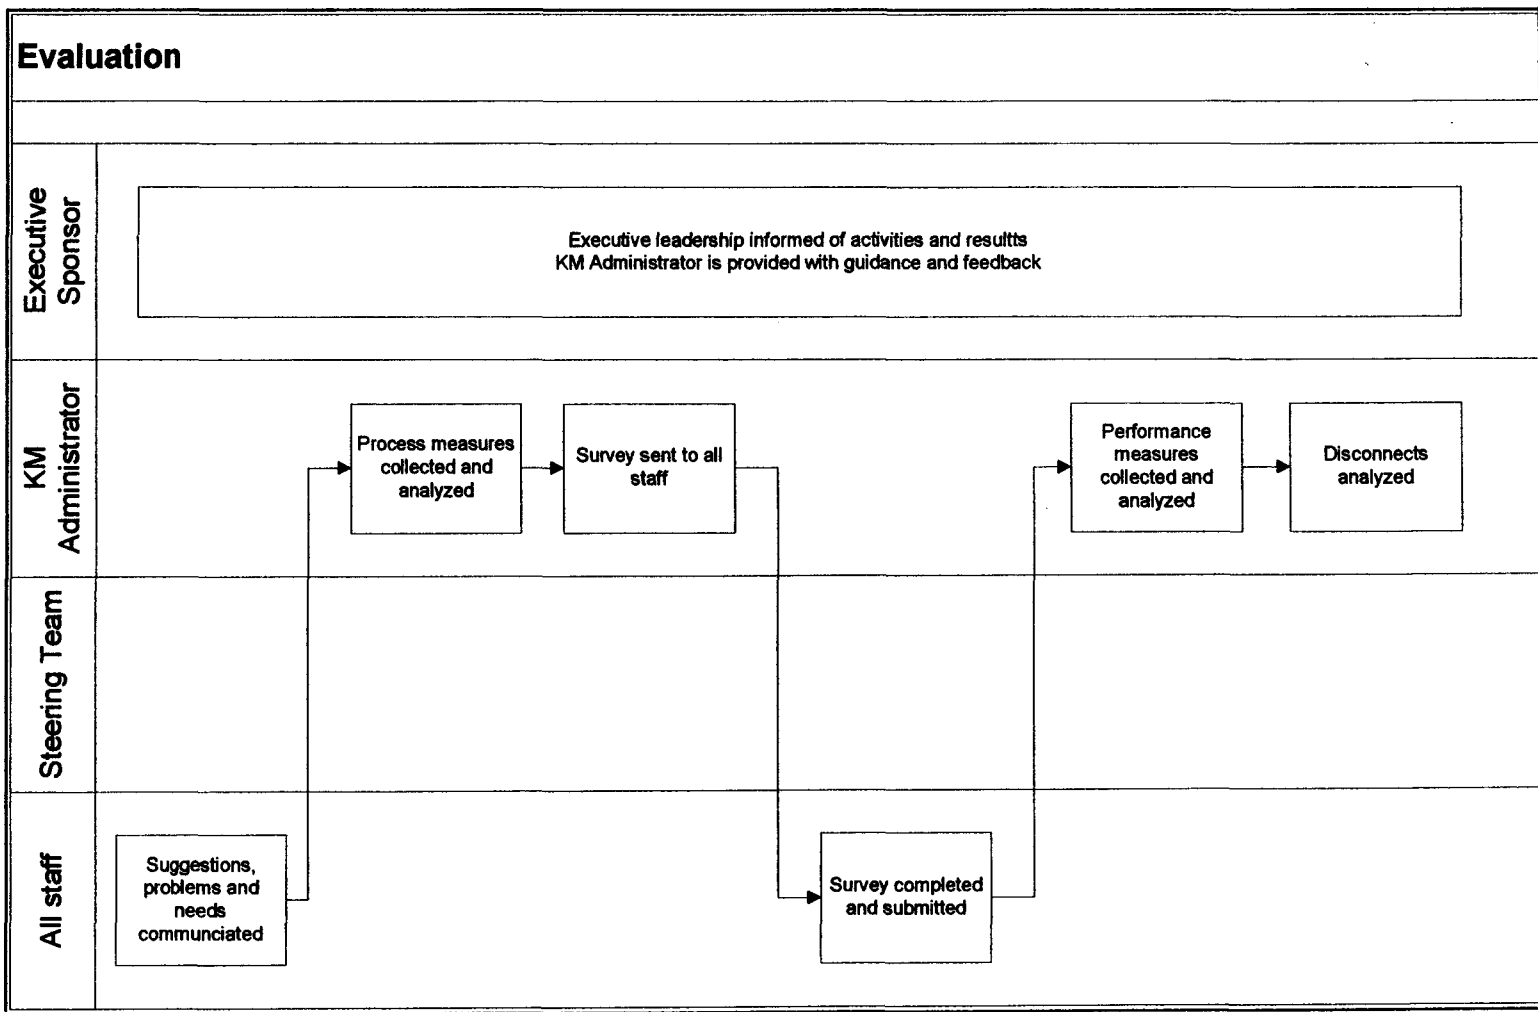 Evaluation
Executive
Sponsor
Executive leadership informed of activities and resultts
KM Administrator is provided with guidance and feedback
KM
Administrator
Process measures
collected and
analyzed
Survey sent to all
staff
Performance
measures
collected and
analyzed
Disconnects
analyzed
Steering Team
All staff
Suggestions,
problems and
needs
communciated
Survey completed
and submitted